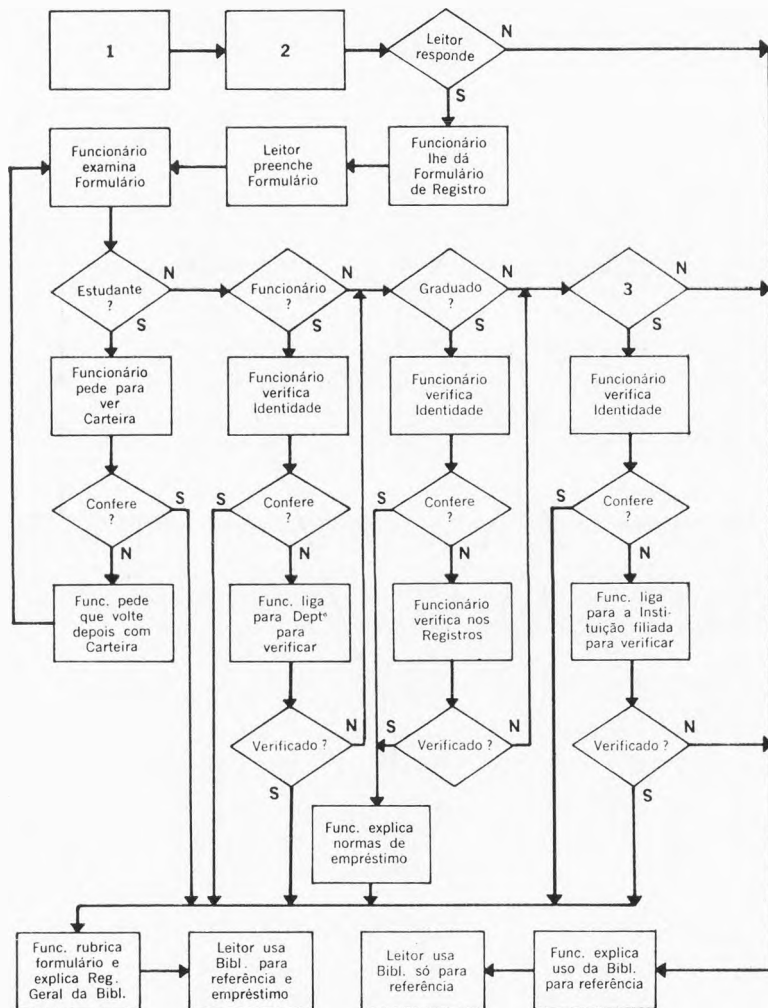 1
2
Leitor
responde
N
S
Funcionário
examina
Formulário
Leitor
preenche
Formulário
Funcionário
lhe dá
Formulário
de Registro
Estudante
?
N
S
Funcionário
?
N
S
Graduado
?
N
S
3
N
S
Funcionário
pede para
ver
Carteira
Funcionário
verifica
Identidade
Funcionário
verifica
Identidade
Funcionário
verifica
Identidade
Confere
?
S
N
Confere
?
S
N
Confere
?
S
N
Confere
?
S
N
Func. pede
que volte
depois com
Carteira
Func. liga
para Deptº
para
verificar
Funcionário
verifica nos
Registros
Func. liga
para a Insti-
tuição filiada
para verificar
Verificado ?
N
S
Verificado ?
S
N
Verificado ?
N
S
Func. explica
normas de
empréstimo
Func. rubrica
formulário e
explica Reg.
Geral da Bibl.
Leitor usa
Bibl. para
referência e
empréstimo
Leitor usa
Bibl. só para
referência
Func. explica
uso da Bibl.
para referência